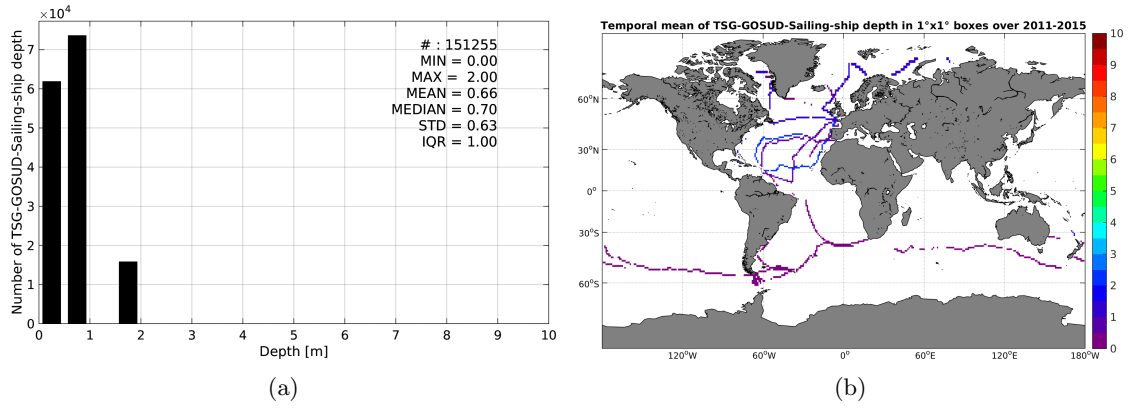 ×10⁴
7
6
5
4
3
2
1
0
Number of TSG-GOSUD-Sailing-ship depth
# : 151255
MIN = 0.00
MAX = 2.00
MEAN = 0.66
MEDIAN = 0.70
STD = 0.63
IQR = 1.00
0 1 2 3 4 5 6 7 8 9 10
Depth [m]
(a)
Temporal mean of TSG-GOSUD-Sailing-ship depth in 1°x1° boxes over 2011-2015
60°N
30°N
0°
30°S
60°S
120°W 60°W 0° 60°E 120°E 180°W
10
9
8
7
6
5
4
3
2
1
0
(b)